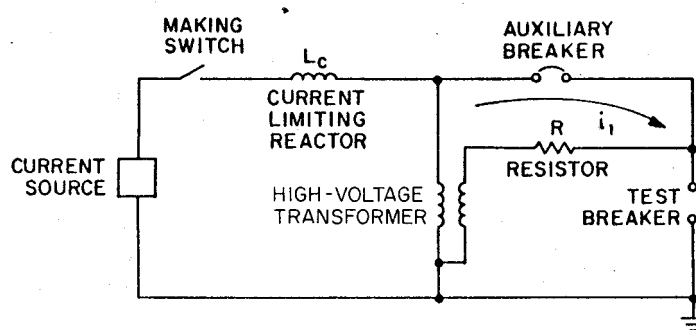 MAKING
SWITCH
AUXILIARY
BREAKER
Lc
CURRENT
LIMITING
REACTOR
i1
R
RESISTOR
CURRENT
SOURCE
HIGH-VOLTAGE
TRANSFORMER
TEST
BREAKER